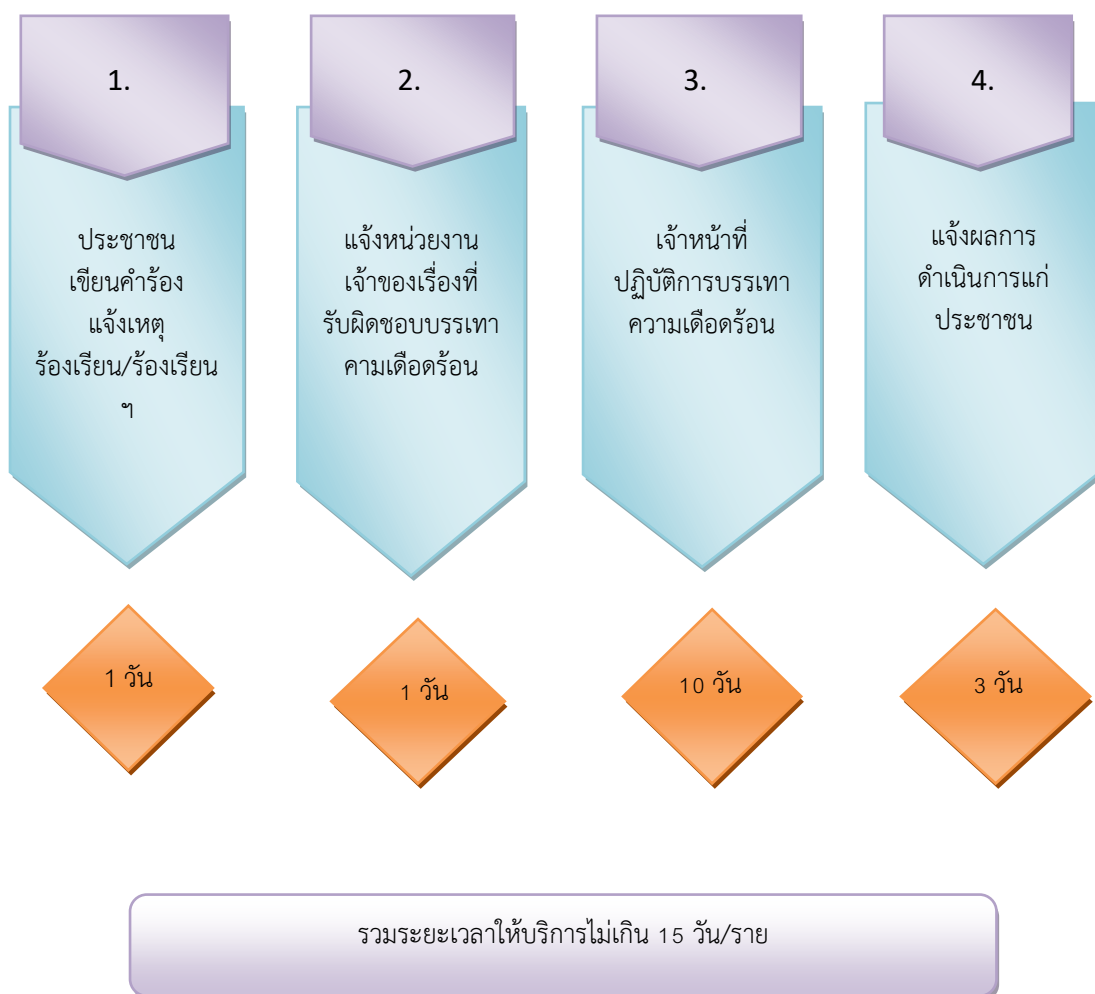 1.
ประชาชน
เขียนคำร้อง
แจ้งเหตุ
ร้องเรียน/ร้องเรียน
ฯ
1 วัน
2.
แจ้งหน่วยงาน
เจ้าของเรื่องที่
รับผิดชอบบรรเทา
คามเดือดร้อน
1 วัน
3.
เจ้าหน้าที่
ปฏิบัติการบรรเทา
ความเดือดร้อน
10 วัน
4.
แจ้งผลการ
ดำเนินการแก่
ประชาชน
3 วัน
รวมระยะเวลาให้บริการไม่เกิน 15 วัน/ราย